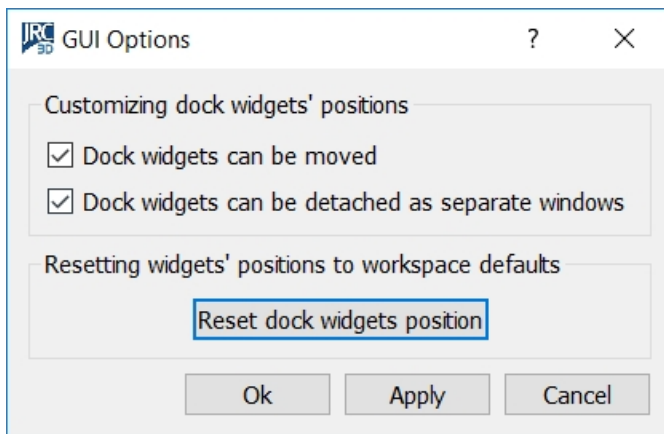 JRC 3D GUI Options ?
Customizing dock widgets' positions
Dock widgets can be moved
Dock widgets can be detached as separate windows
Resetting widgets' positions to workspace defaults
Reset dock widgets position
Ok Apply Cancel